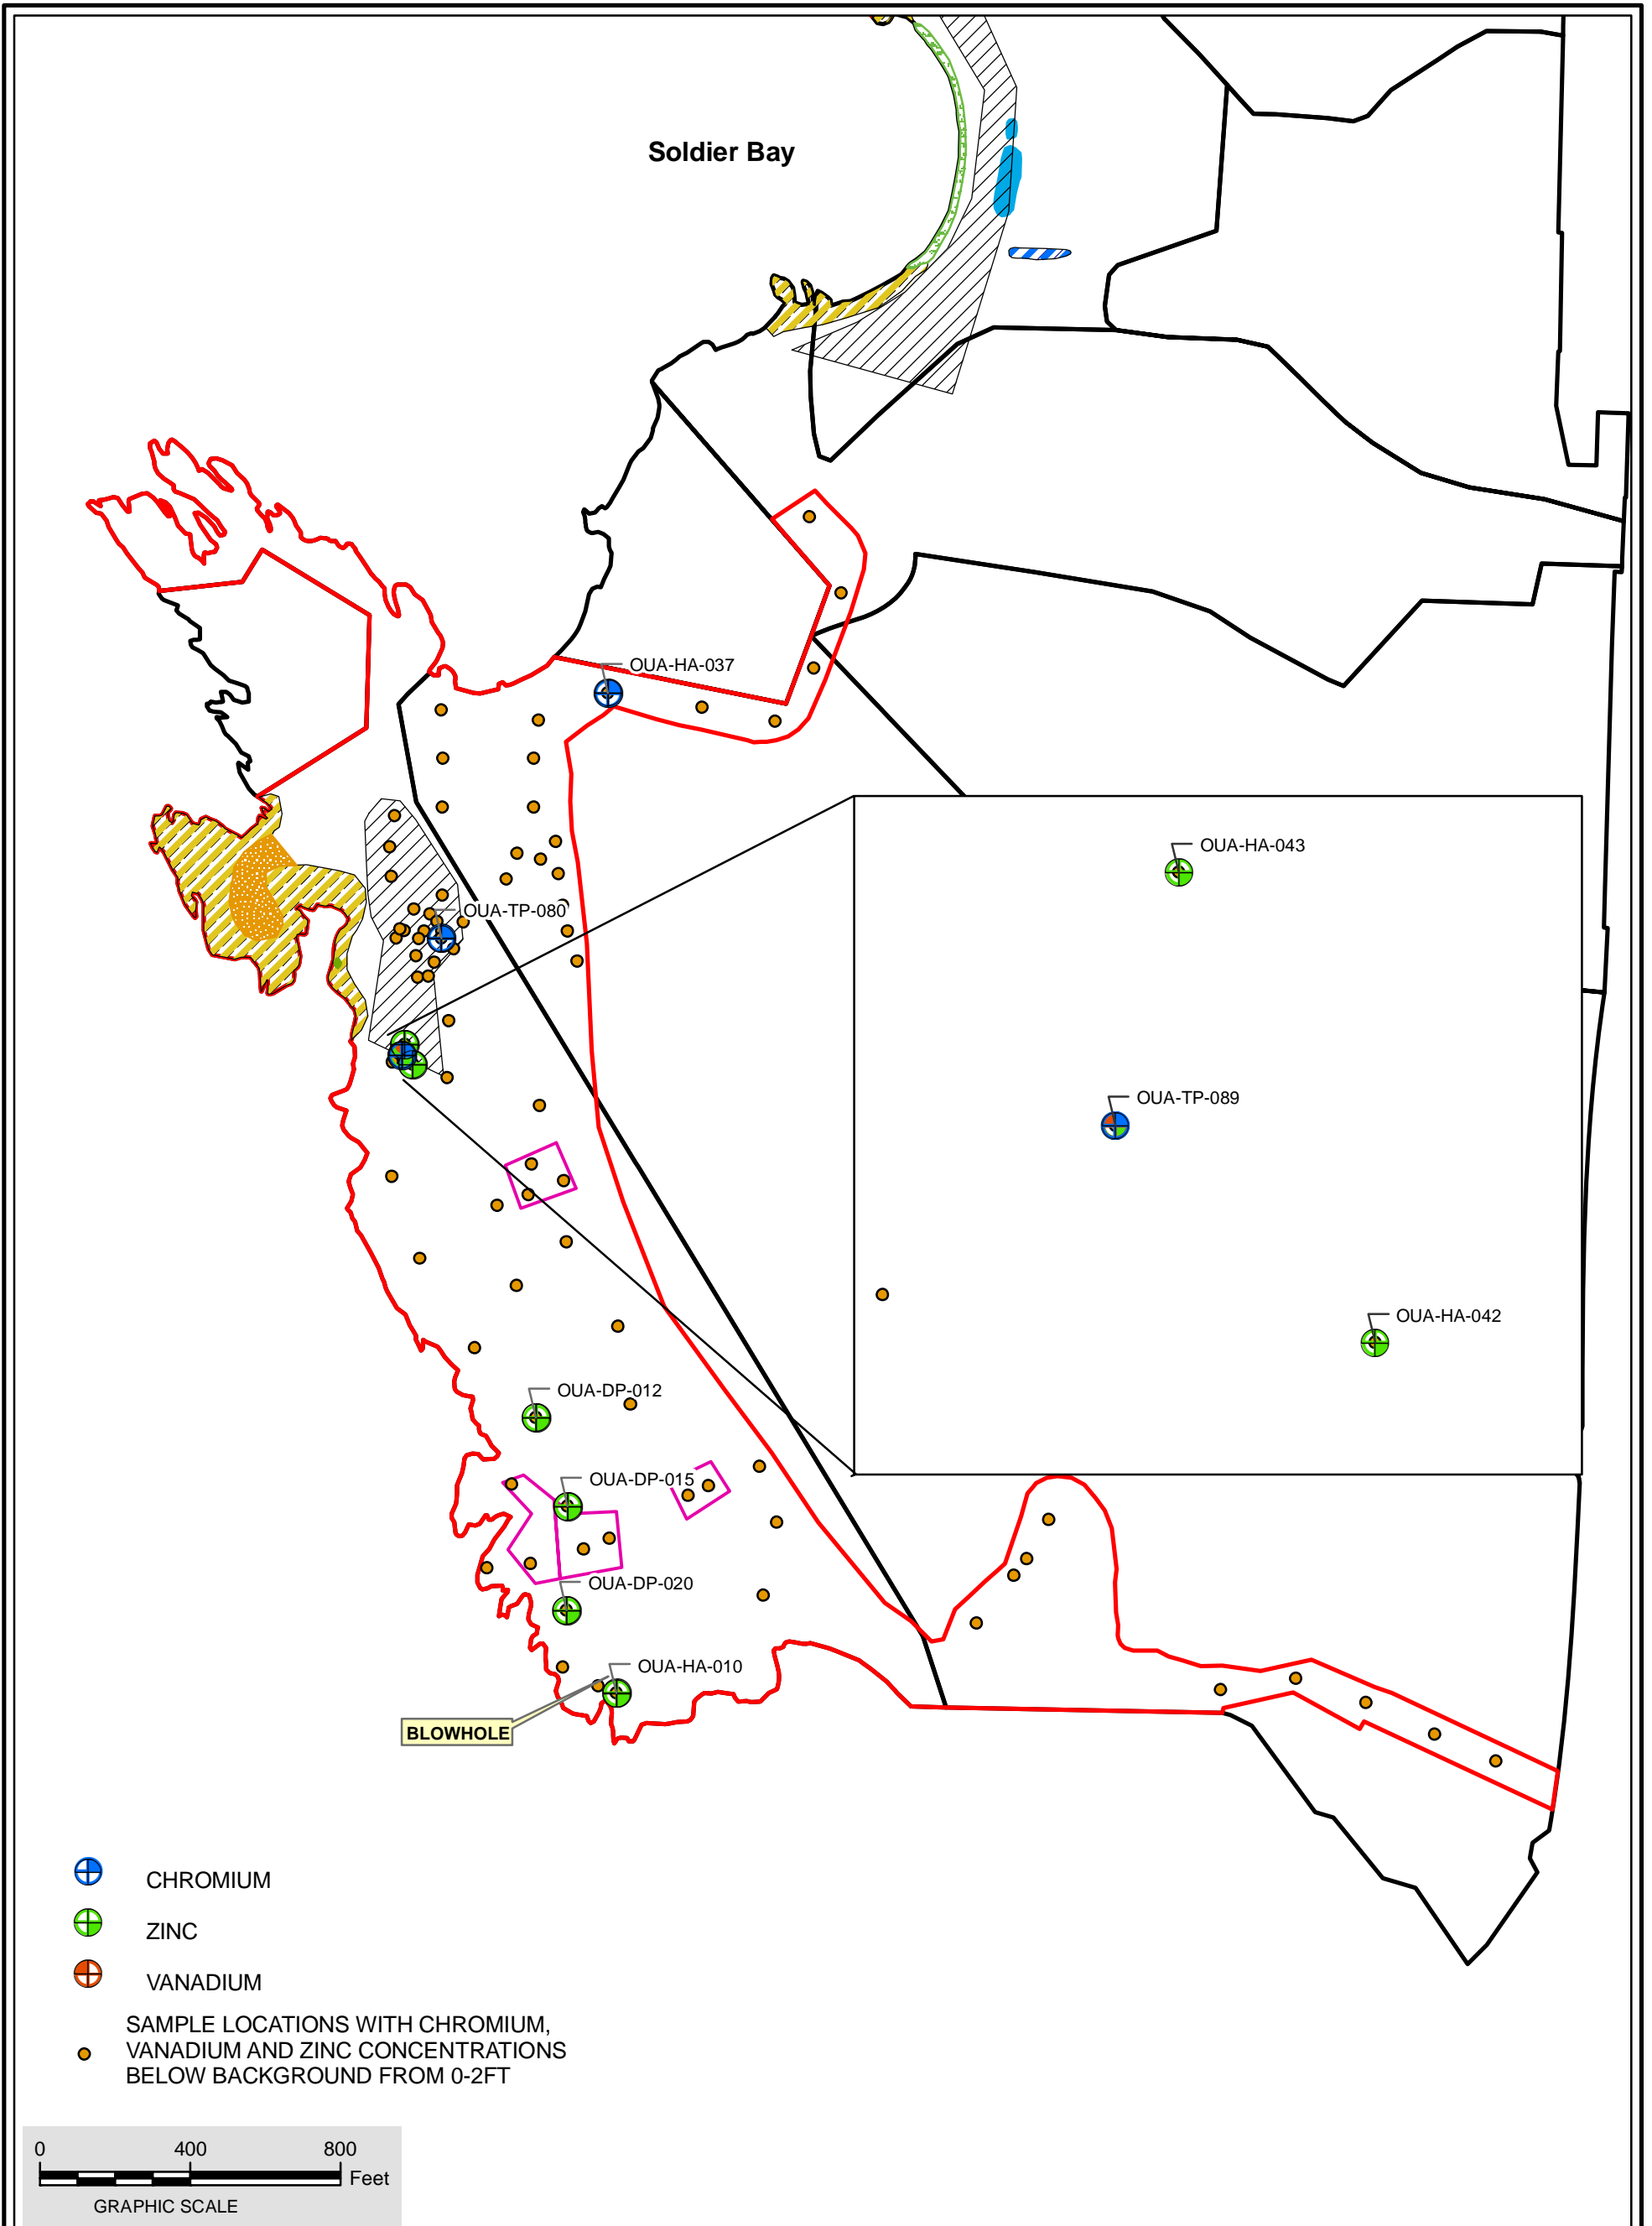 Soldier Bay
OUA-HA-037
OUA-HA-043
OUA-TP-080
OUA-TP-089
OUA-HA-042
OUA-DP-012
OUA-DP-015
OUA-DP-020
OUA-HA-010
BLOWHOLE
CHROMIUM
ZINC
VANADIUM
SAMPLE LOCATIONS WITH CHROMIUM,
VANADIUM AND ZINC CONCENTRATIONS
BELOW BACKGROUND FROM 0-2FT
0 400 800
Feet
GRAPHIC SCALE